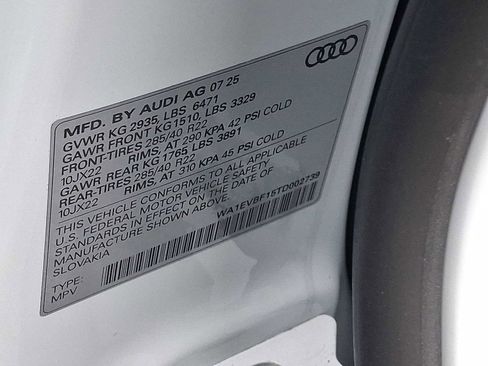 MFD. BY AUDI AG 07 25
GVWR KG 2935, LBS 6471
GAWR FRONT KG1510, LBS 3329
FRONT-TIRES 285/40 R22
10JX22 RIMS, AT 290 KPA 42 PSI COLD
GAWR REAR KG1765 LBS 3891
REAR-TIRES 285/40 R22
10JX22 RIMS, AT 310 KPA 45 PSI COLD
THIS VEHICLE CONFORMS TO ALL APPLICABLE
U.S. FEDERAL MOTOR VEHICLE SAFETY
STANDARDS IN EFFECT ON THE DATE OF
MANUFACTURE SHOWN ABOVE.
SLOVAKIA
WA1EVBF15TD002739
TYPE:
MPV